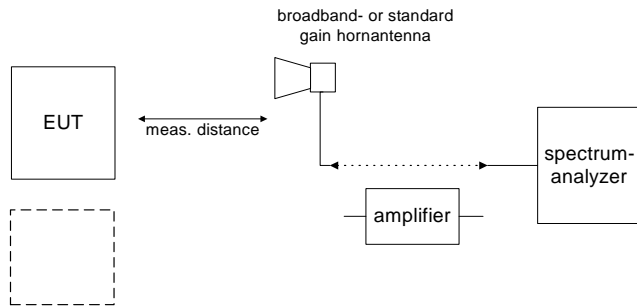 broadband- or standard
gain hornantenna
EUT
meas. distance
spectrum-
analyzer
amplifier